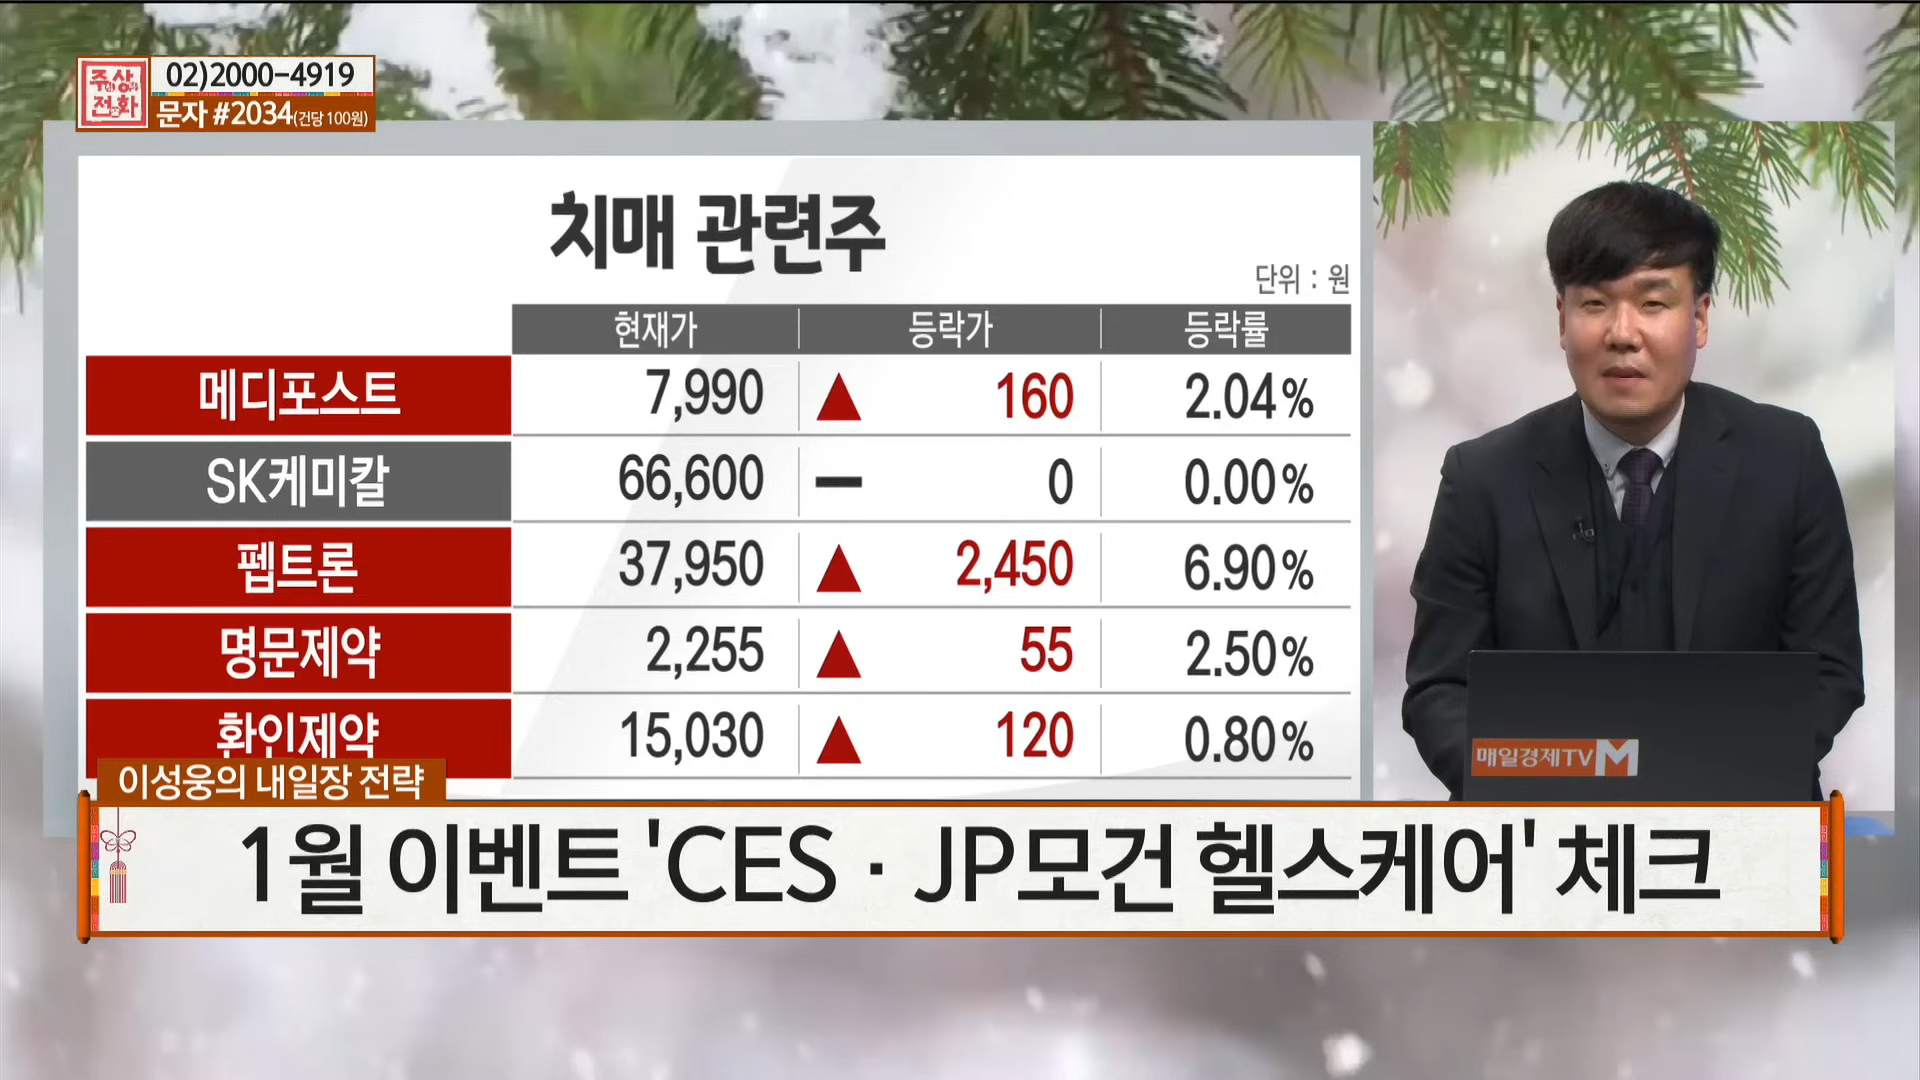 주상전화
02)2000-4919
문자 #2034(건당 100원)
치매 관련주
단위 : 원
현재가 등락가 등락률
메디포스트 7,990 ▲ 160 2.04%
SK케미칼 66,600 ━ 0 0.00%
펩트론 37,950 ▲ 2,450 6.90%
명문제약 2,255 ▲ 55 2.50%
환인제약 15,030 ▲ 120 0.80%
매일경제TV M
이성웅의 내일장 전략
1월 이벤트 'CES · JP모건 헬스케어' 체크